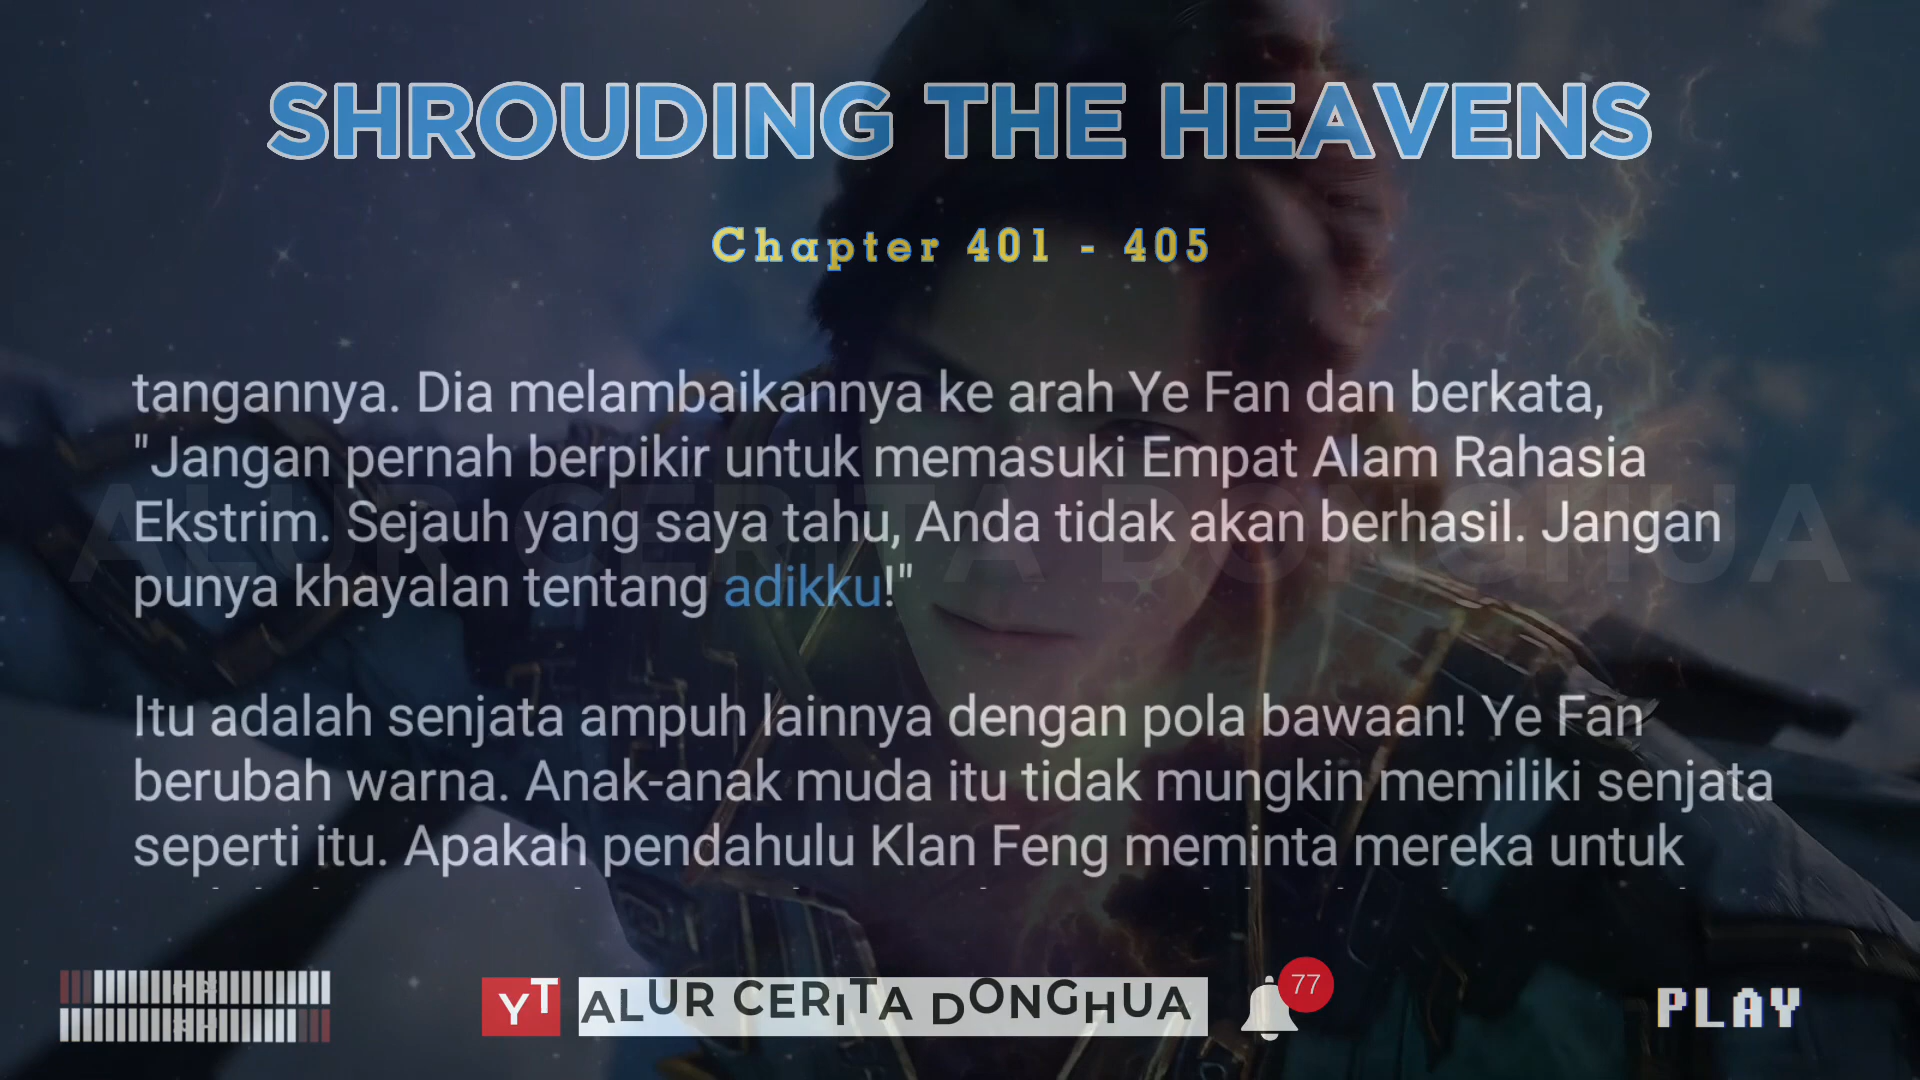 SHROUDING THE HEAVENS
Chapter 401 - 405
tangannya. Dia melambaikannya ke arah Ye Fan dan berkata,
"Jangan pernah berpikir untuk memasuki Empat Alam Rahasia
Ekstrim. Sejauh yang saya tahu, Anda tidak akan berhasil. Jangan
punya khayalan tentang adikku!"
Itu adalah senjata ampuh lainnya dengan pola bawaan! Ye Fan
berubah warna. Anak-anak muda itu tidak mungkin memiliki senjata
seperti itu. Apakah pendahulu Klan Feng meminta mereka untuk
ALUR CERITA DONGHUA
YT ALUR CERITA DONGHUA
77
PLAY